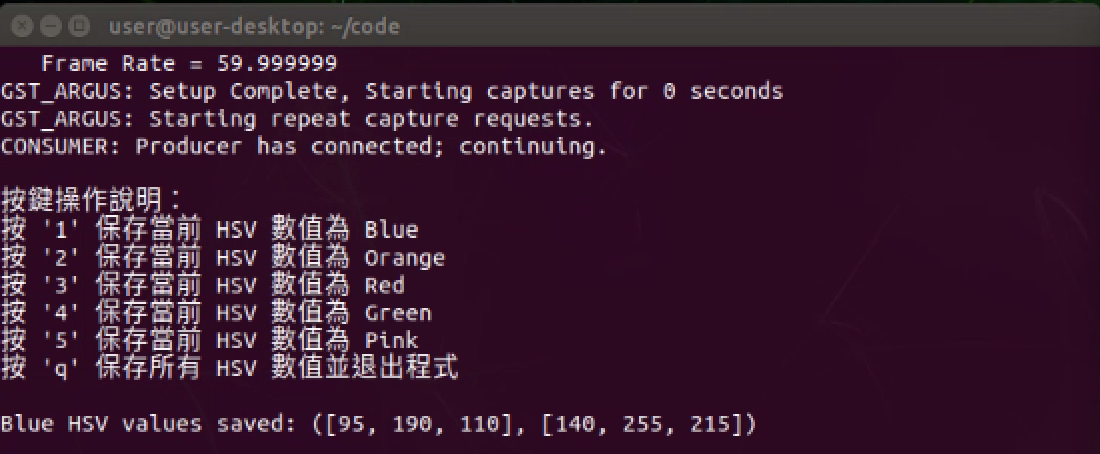 user@user-desktop: ~/code
Frame Rate = 59.999999
GST_ARGUS: Setup Complete, Starting captures for 0 seconds
GST_ARGUS: Starting repeat capture requests.
CONSUMER: Producer has connected; continuing.
按鍵操作說明：
按 '1' 保存當前 HSV 數值為 Blue
按 '2' 保存當前 HSV 數值為 Orange
按 '3' 保存當前 HSV 數值為 Red
按 '4' 保存當前 HSV 數值為 Green
按 '5' 保存當前 HSV 數值為 Pink
按 'q' 保存所有 HSV 數值並退出程式
Blue HSV values saved: ([95, 190, 110], [140, 255, 215])